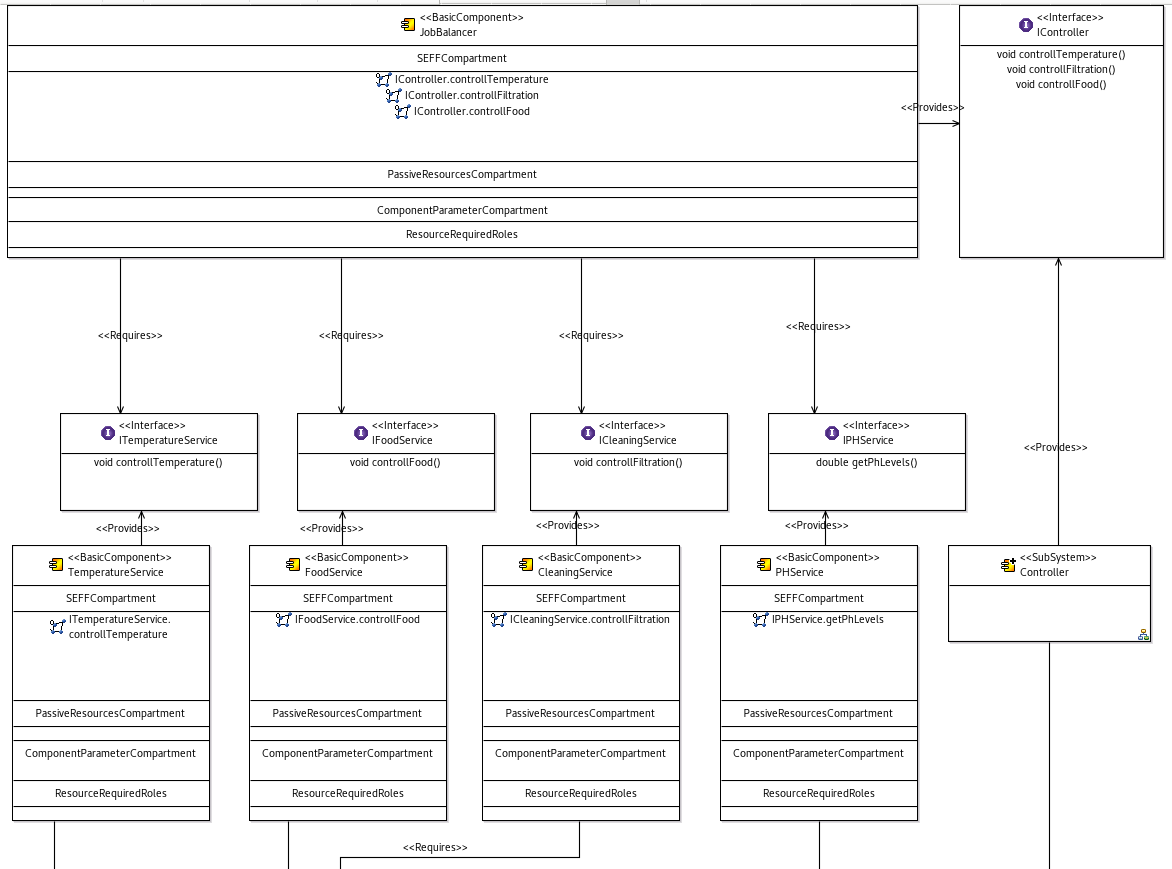 <<BasicComponent>>
JobBalancer
SEFFCompartment
IController.controllTemperature
IController.controllFiltration
IController.controllFood
PassiveResourcesCompartment
ComponentParameterCompartment
ResourceRequiredRoles
<<Provides>>
<<Interface>>
IController
void controllTemperature()
void controllFiltration()
void controllFood()
<<Requires>>
<<Requires>>
<<Requires>>
<<Requires>>
<<Interface>>
ITemperatureService
void controllTemperature()
<<Interface>>
IFoodService
void controllFood()
<<Interface>>
ICleaningService
void controllFiltration()
<<Interface>>
IPHService
double getPhLevels()
<<Provides>>
<<Provides>>
<<Provides>>
<<Provides>>
<<Provides>>
<<BasicComponent>>
TemperatureService
SEFFCompartment
ITemperatureService.
controllTemperature
PassiveResourcesCompartment
ComponentParameterCompartment
ResourceRequiredRoles
<<BasicComponent>>
FoodService
SEFFCompartment
IFoodService.controllFood
PassiveResourcesCompartment
ComponentParameterCompartment
ResourceRequiredRoles
<<BasicComponent>>
CleaningService
SEFFCompartment
ICleaningService.controllFiltration
PassiveResourcesCompartment
ComponentParameterCompartment
ResourceRequiredRoles
<<BasicComponent>>
PHService
SEFFCompartment
IPHService.getPhLevels
PassiveResourcesCompartment
ComponentParameterCompartment
ResourceRequiredRoles
<<SubSystem>>
Controller
<<Requires>>